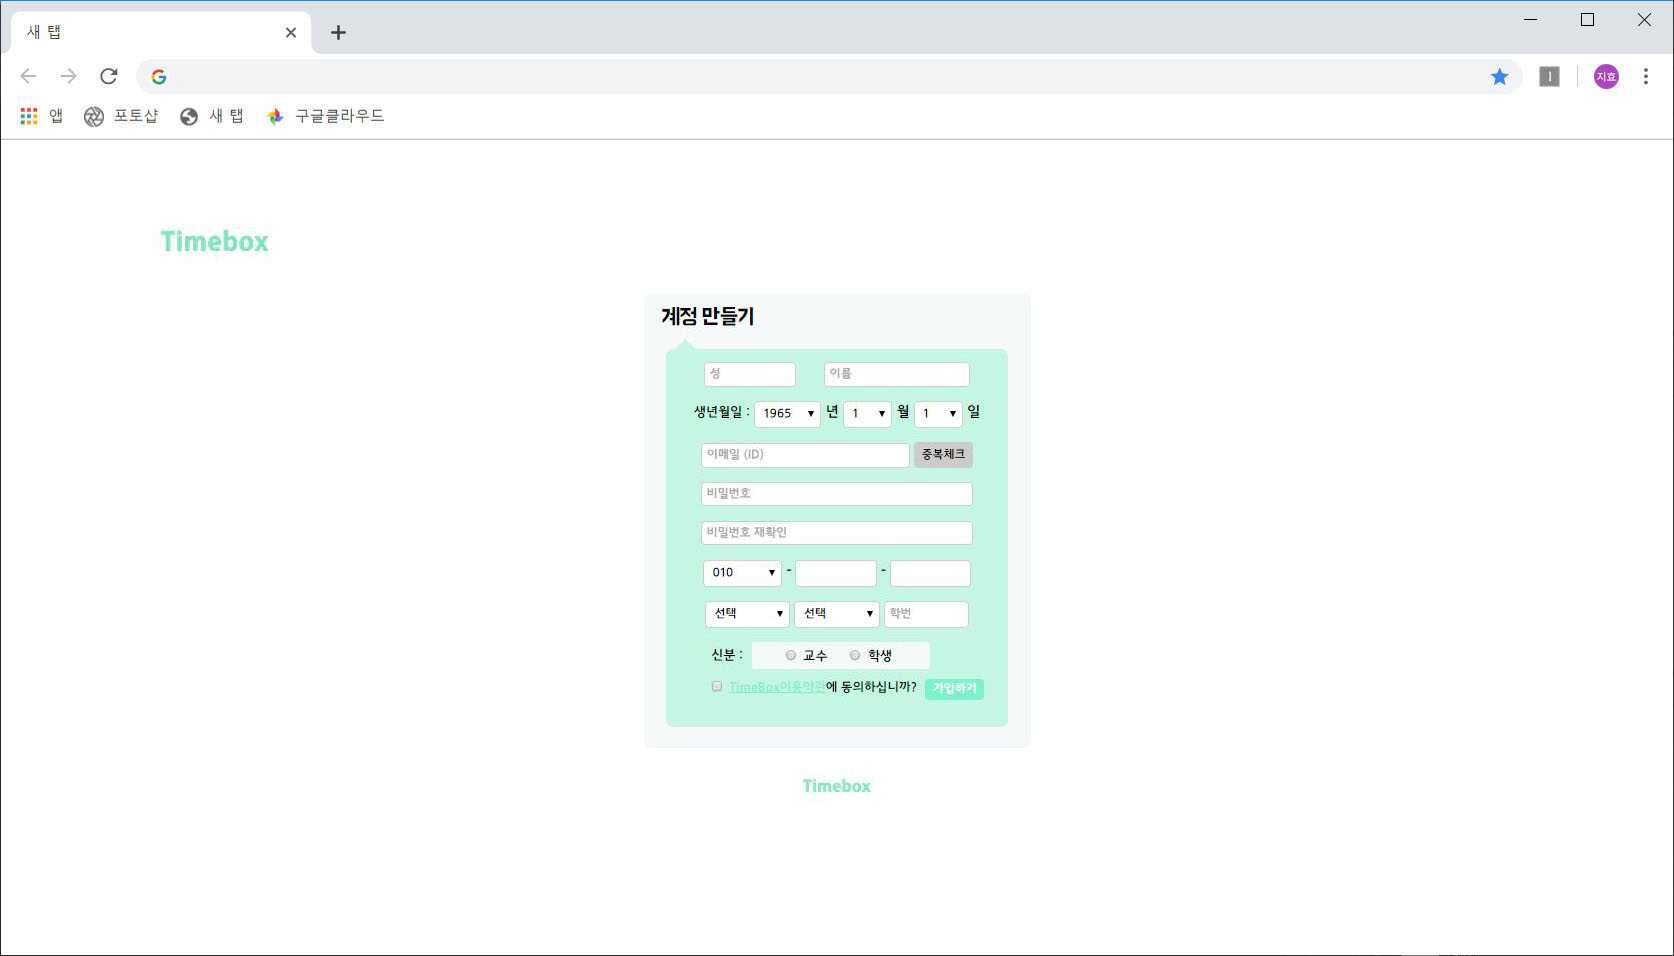 새 탭
지효
앱 포토샵 새 탭 구글클라우드
Timebox
계정 만들기
성 이름
생년월일 : 1965 년 1 월 1 일
이메일 (ID) 중복체크
비밀번호
비밀번호 재확인
010 - -
선택 선택 학번
신분 : 교수 학생
TimeBox이용약관에 동의하십니까? 가입하기
Timebox